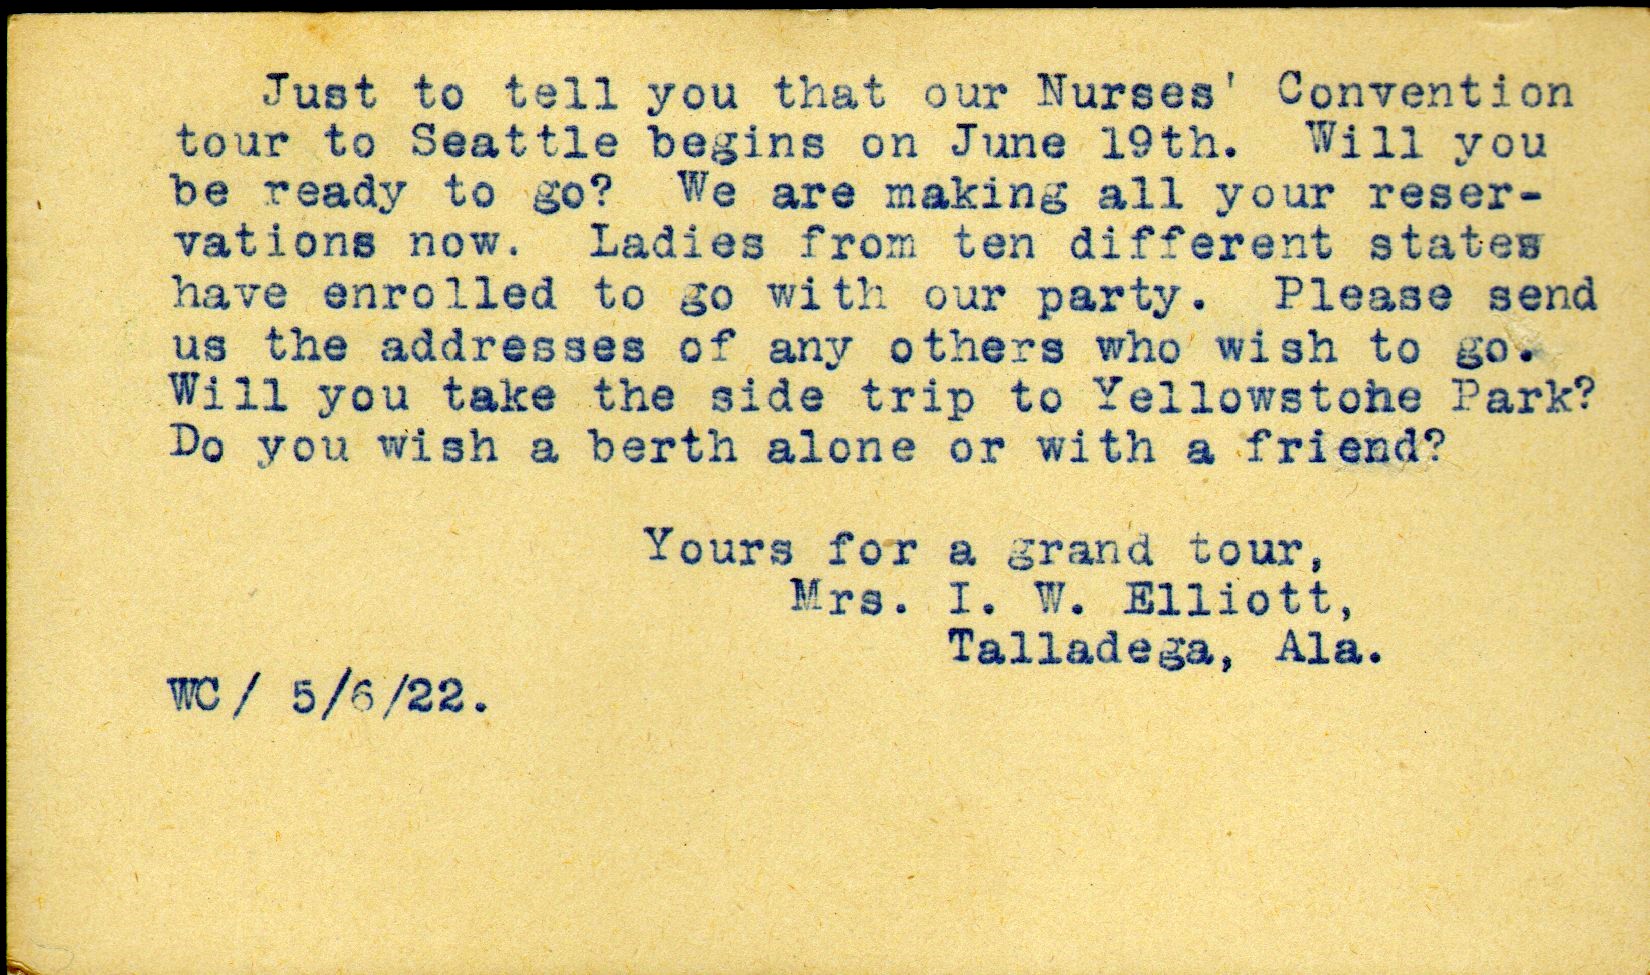 Just to tell you that our Nurses' Convention
tour to Seattle begins on June 19th. Will you
be ready to go? We are making all your reser-
vations now. Ladies from ten different states
have enrolled to go with our party. Please send
us the addresses of any others who wish to go.
Will you take the side trip to Yellowstone Park?
Do you wish a berth alone or with a friend?
Yours for a grand tour,
Mrs. I. W. Elliott,
Talladega, Ala.
WC/ 5/6/22.